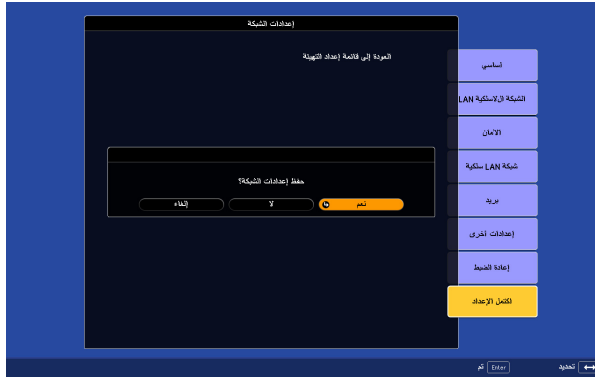 إعدادات الشبكة
العودة إلى قائمة إعداد التهيئة
أساسي
الشبكة اللاسلكية LAN
الأمان
شبكة LAN سلكية
بريد
إعدادات أخرى
إعادة الضبط
اكتمل الإعداد
حفظ إعدادات الشبكة؟
نعم
لا
إلغاء
تحديد
Enter تم